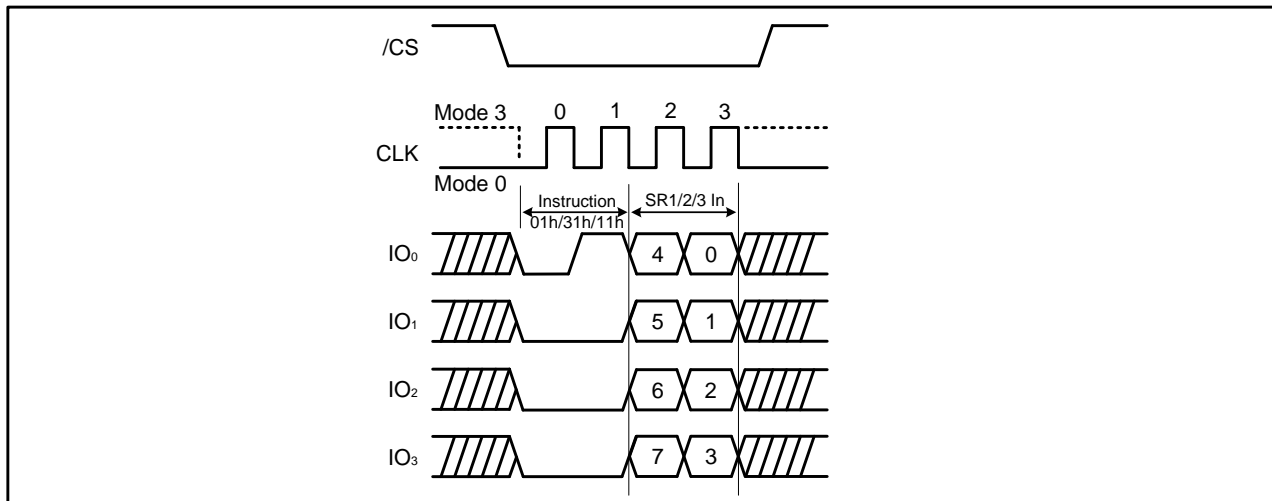 /CS
Mode 3 0 1 2 3
CLK
Mode 0
Instruction SR1/2/3 In
01h/31h/11h
IO₀ 4 0
IO₁ 5 1
IO₂ 6 2
IO₃ 7 3